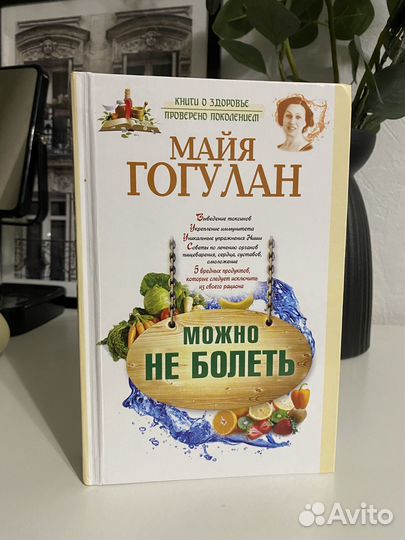 КНИГИ О ЗДОРОВЬЕ
ПРОВЕРЕНО ПОКОЛЕНИЕМ
МАЙЯ
ГОГУЛАН
Выведение токсинов
Укрепление иммунитета
Уникальные упражнения Ниши
Советы по лечению органов
пищеварения, сердца, суставов,
омоложение
5 вредных продуктов,
которые следует исключить
из своего рациона
МОЖНО
НЕ БОЛЕТЬ
Avito